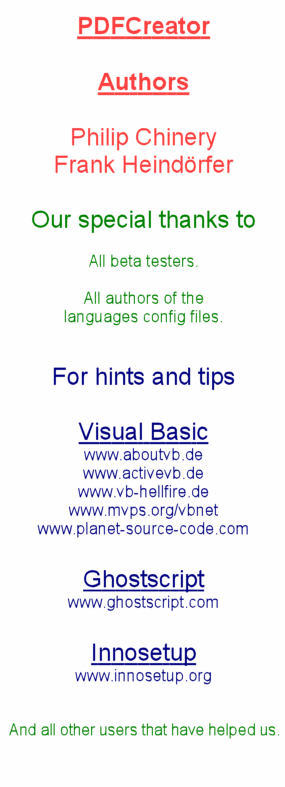 PDFCreator
Authors
Philip Chinery
Frank Heindörfer
Our special thanks to
All beta testers.
All authors of the
languages config files.
For hints and tips
Visual Basic
www.aboutvb.de
www.activevb.de
www.vb-hellfire.de
www.mvps.org/vbnet
www.planet-source-code.com
Ghostscript
www.ghostscript.com
Innosetup
www.innosetup.org
And all other users that have helped us.